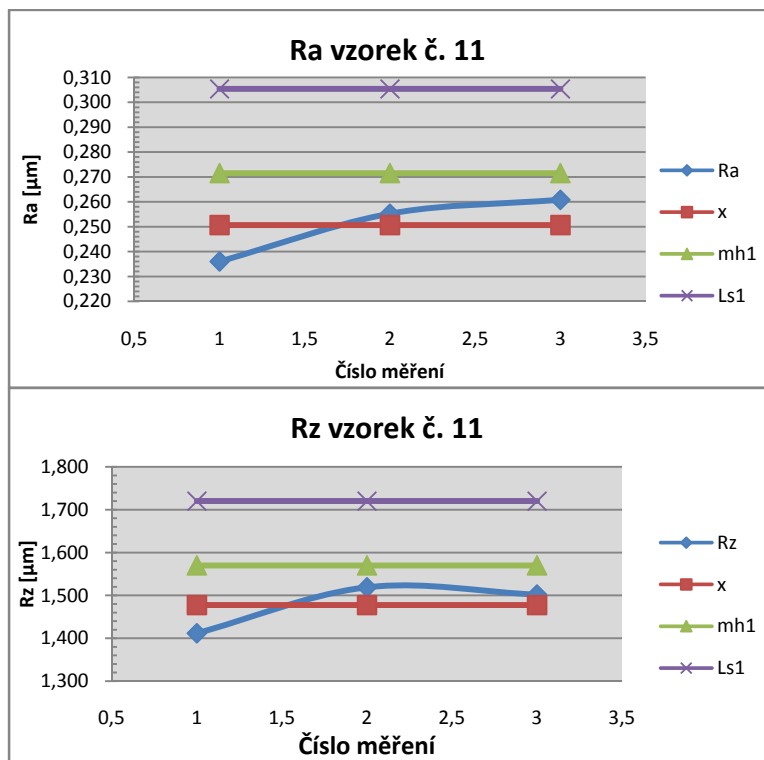 Ra vzorek č. 11
0,310
0,300
0,290
0,280
0,270
0,260
0,250
0,240
0,230
0,220
Ra [µm]
0,5 1 1,5 2 2,5 3 3,5
Číslo měření
Ra
x
mh1
Ls1
Rz vzorek č. 11
1,800
1,700
1,600
1,500
1,400
1,300
Rz [µm]
0,5 1 1,5 2 2,5 3 3,5
Číslo měření
Rz
x
mh1
Ls1